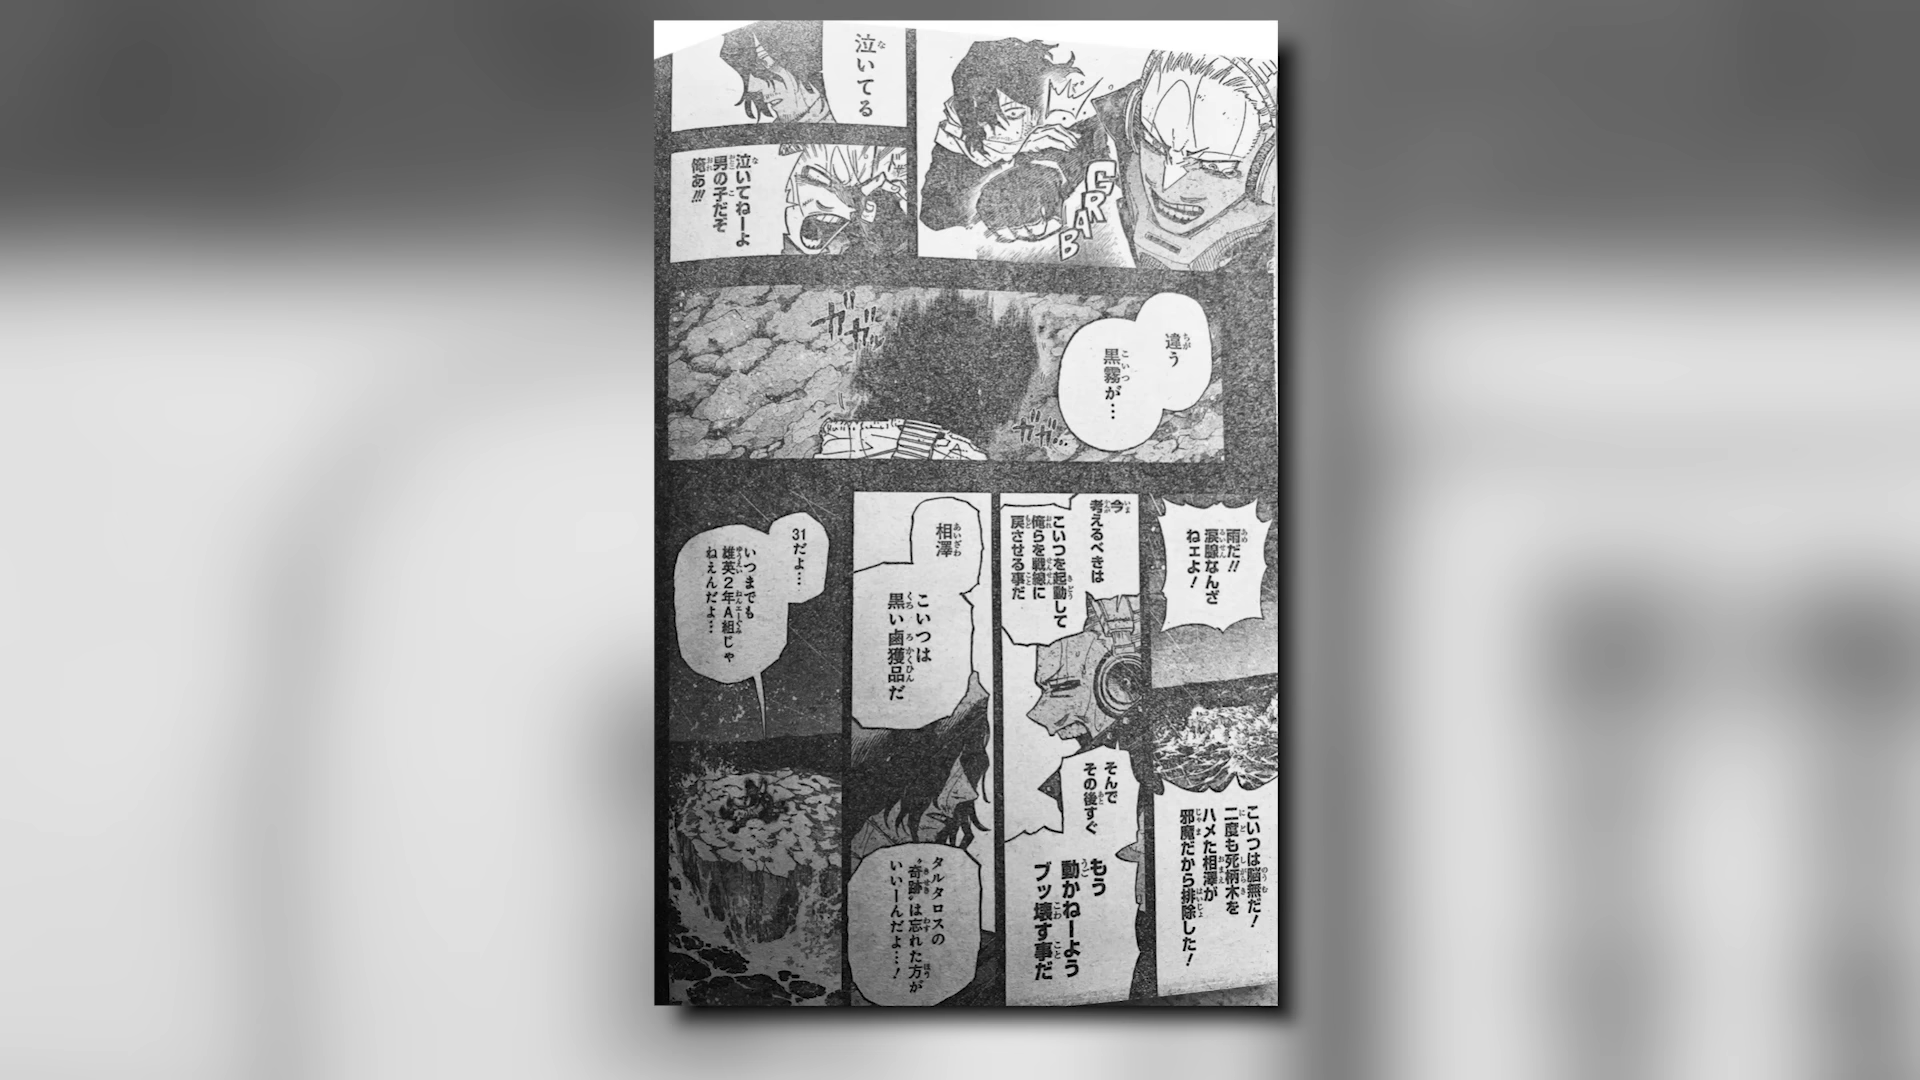 GRAB
泣いてる
泣いてねーよ
男の子だぞ
俺あ!!!
違う
黒霧が…
ガガガル
ガガ…
雨だ!!
涙腺なんざ
ねェよ!
こいつは脳無だ!
二度も死柄木を
ハメた相澤が
邪魔だから排除した!
今
考えるべきは
こいつを起動して
俺らを戦線に
戻させる事だ
そんで
その後すぐ
もう
動かねーよう
ブッ壊す事だ
相澤
こいつは
黒い鹵獲品だ
タルタロスの
“奇跡”は忘れた方が
いいーんだよ…!
31だよ…
いつまでも
雄英2年A組じゃ
ねぇんだよ…